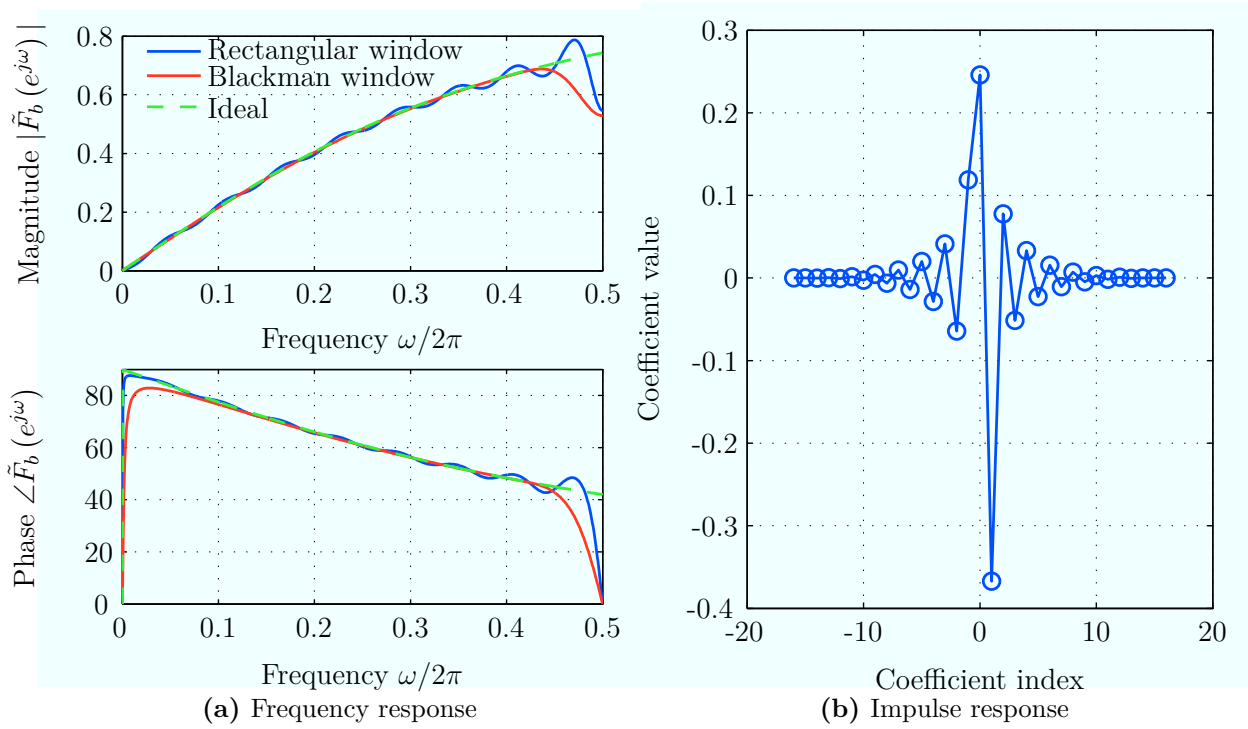 Magnitude |F̃_b (e^{jω}) |
0.8
0.6
0.4
0.2
0
Rectangular window
Blackman window
Ideal
0 0.1 0.2 0.3 0.4 0.5
Frequency ω/2π
Phase ∠F̃_b (e^{jω})
80
60
40
20
0
0 0.1 0.2 0.3 0.4 0.5
Frequency ω/2π
(a) Frequency response
Coefficient value
0.3
0.2
0.1
0
-0.1
-0.2
-0.3
-0.4
-20 -10 0 10 20
Coefficient index
(b) Impulse response